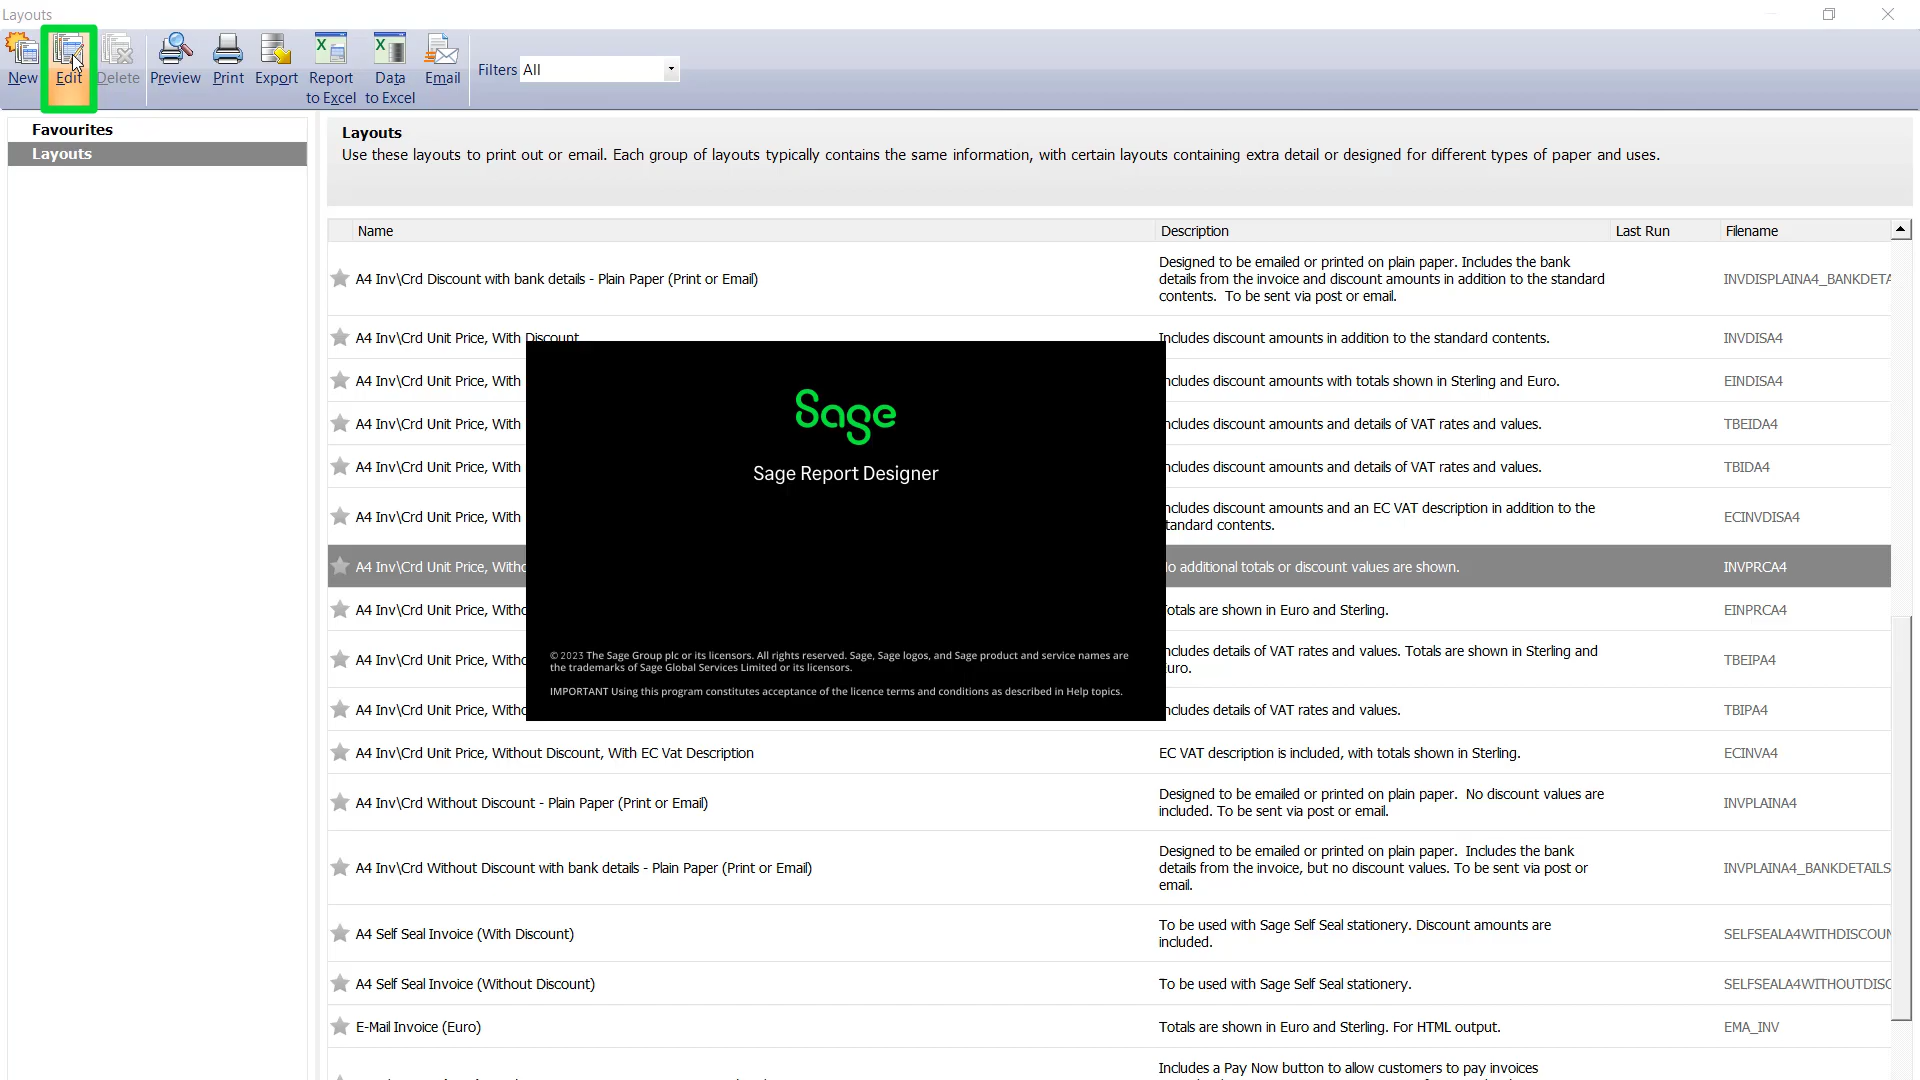 Layouts
New
Edit
Delete
Preview
Print
Export
Report
to Excel
Data
to Excel
Email
Filters All
Favourites
Layouts
Layouts
Use these layouts to print out or email. Each group of layouts typically contains the same information, with certain layouts containing extra detail or designed for different types of paper and uses.
Name Description Last Run Filename
A4 Inv\Crd Discount with bank details - Plain Paper (Print or Email)
Designed to be emailed or printed on plain paper. Includes the bank
details from the invoice and discount amounts in addition to the standard
contents. To be sent via post or email.
INVDISPLAINA4_BANKDETA
A4 Inv\Crd Unit Price, With Discount
Includes discount amounts in addition to the standard contents.
INVDISA4
A4 Inv\Crd Unit Price, With
ncludes discount amounts with totals shown in Sterling and Euro.
EINDISA4
A4 Inv\Crd Unit Price, With
ncludes discount amounts and details of VAT rates and values.
TBEIDA4
A4 Inv\Crd Unit Price, With
ncludes discount amounts and details of VAT rates and values.
TBIDA4
A4 Inv\Crd Unit Price, With
ncludes discount amounts and an EC VAT description in addition to the
tandard contents.
ECINVDISA4
A4 Inv\Crd Unit Price, Witho
o additional totals or discount values are shown.
INVPRCA4
A4 Inv\Crd Unit Price, Witho
otals are shown in Euro and Sterling.
EINPRCA4
A4 Inv\Crd Unit Price, Witho
ncludes details of VAT rates and values. Totals are shown in Sterling and
uro.
TBEIPA4
A4 Inv\Crd Unit Price, Witho
ncludes details of VAT rates and values.
TBIPA4
Sage
Sage Report Designer
© 2023 The Sage Group plc or its licensors. All rights reserved. Sage, Sage logos, and Sage product and service names are
the trademarks of Sage Global Services Limited or its licensors.
IMPORTANT Using this program constitutes acceptance of the licence terms and conditions as described in Help topics.
A4 Inv\Crd Unit Price, Without Discount, With EC Vat Description
EC VAT description is included, with totals shown in Sterling.
ECINVA4
A4 Inv\Crd Without Discount - Plain Paper (Print or Email)
Designed to be emailed or printed on plain paper. No discount values are
included. To be sent via post or email.
INVPLAINA4
A4 Inv\Crd Without Discount with bank details - Plain Paper (Print or Email)
Designed to be emailed or printed on plain paper. Includes the bank
details from the invoice, but no discount values. To be sent via post or
email.
INVPLAINA4_BANKDETAILS
A4 Self Seal Invoice (With Discount)
To be used with Sage Self Seal stationery. Discount amounts are
included.
SELFSEALA4WITHDISCOUN
A4 Self Seal Invoice (Without Discount)
To be used with Sage Self Seal stationery.
SELFSEALA4WITHOUTDISC
E-Mail Invoice (Euro)
Totals are shown in Euro and Sterling. For HTML output.
EMA_INV
Includes a Pay Now button to allow customers to pay invoices